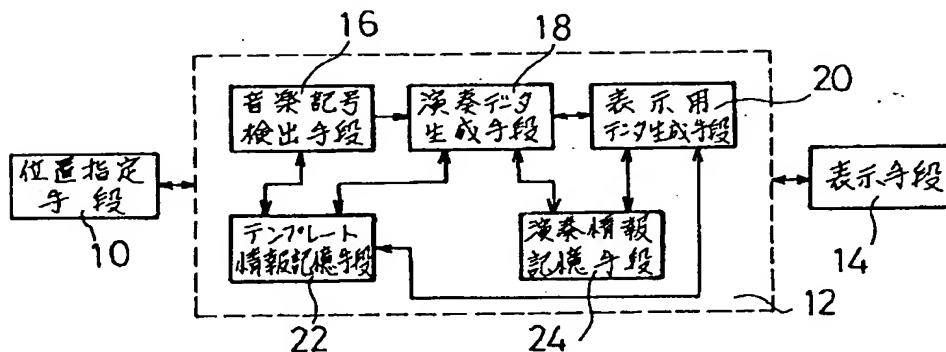 16
18
20
音楽記号
検出手段
演奏データ
生成手段
表示用
データ生成手段
位置指定
手段
10
表示手段
14
テンプレート
情報記憶手段
22
演奏情報
記憶手段
24
12